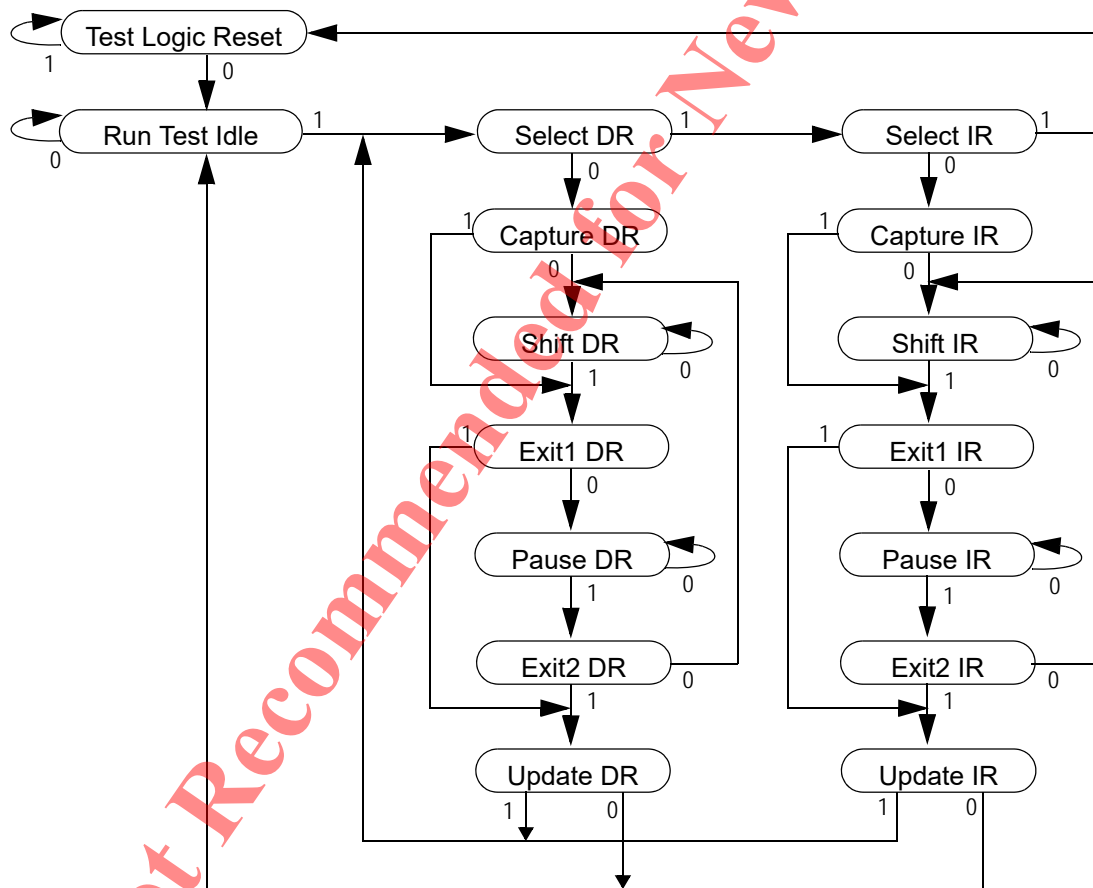 Test Logic Reset
1
0
Run Test Idle
0
1
Select DR
1
0
Select IR
1
0
Capture DR
1
0
Capture IR
1
0
Shift DR
0
1
Shift IR
0
1
Exit1 DR
1
0
Exit1 IR
1
0
Pause DR
0
1
Pause IR
0
1
Exit2 DR
0
1
Exit2 IR
0
1
Update DR
1
0
Update IR
1
0
Recommended for New